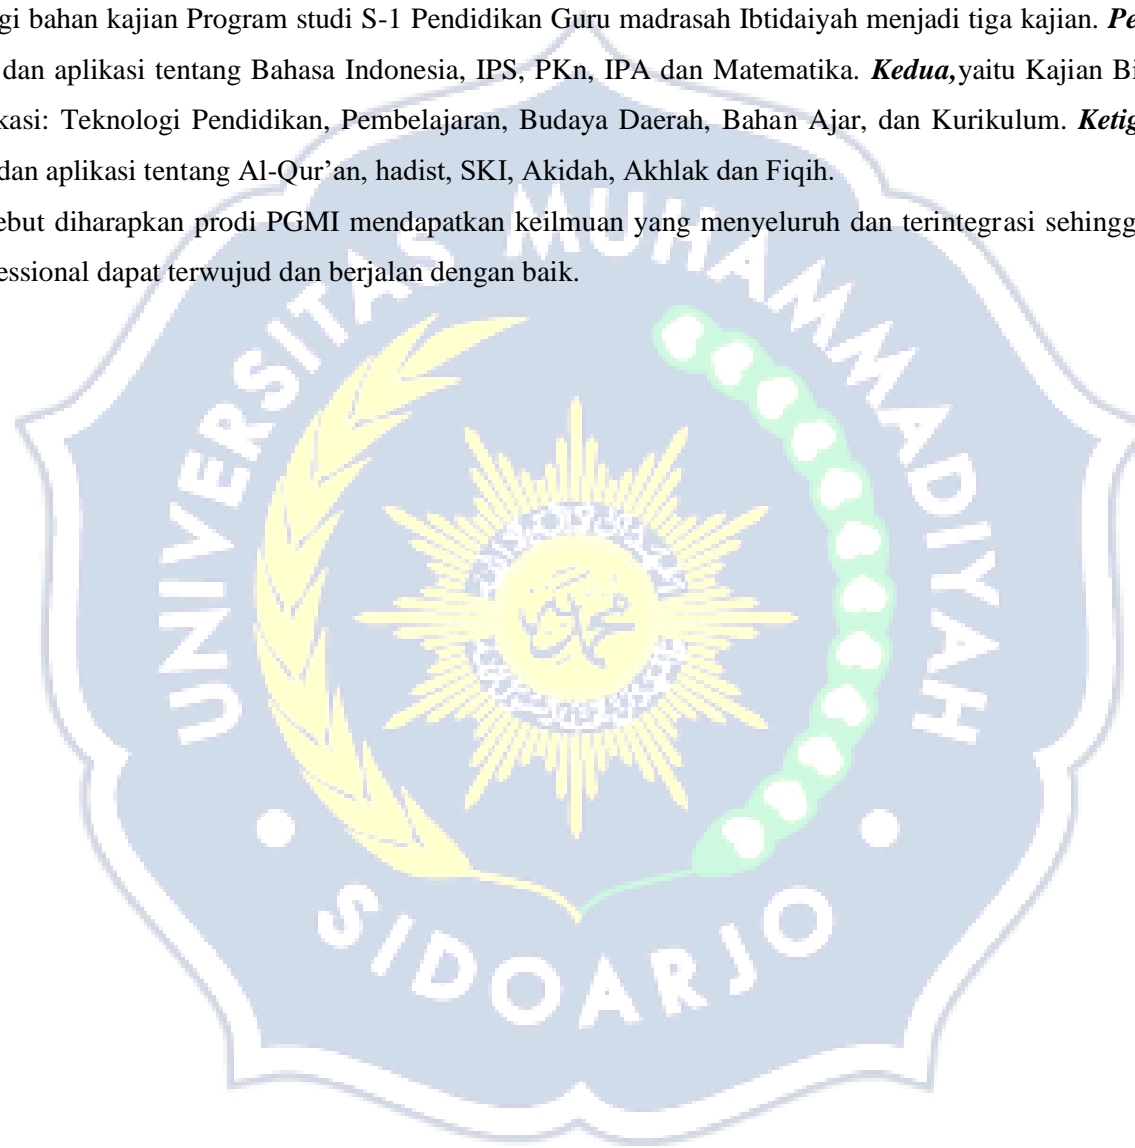 gi bahan kajian Program studi S-1 Pendidikan Guru madrasah Ibtidaiyah menjadi tiga kajian. Pe
dan aplikasi tentang Bahasa Indonesia, IPS, PKn, IPA dan Matematika. Kedua,yaitu Kajian Bi
kasi: Teknologi Pendidikan, Pembelajaran, Budaya Daerah, Bahan Ajar, dan Kurikulum. Ketig
dan aplikasi tentang Al-Qur’an, hadist, SKI, Akidah, Akhlak dan Fiqih.
ebut diharapkan prodi PGMI mendapatkan keilmuan yang menyeluruh dan terintegrasi sehingg
essional dapat terwujud dan berjalan dengan baik.
UNIVERSITAS MUHAMMADIYAH
SIDOARJO